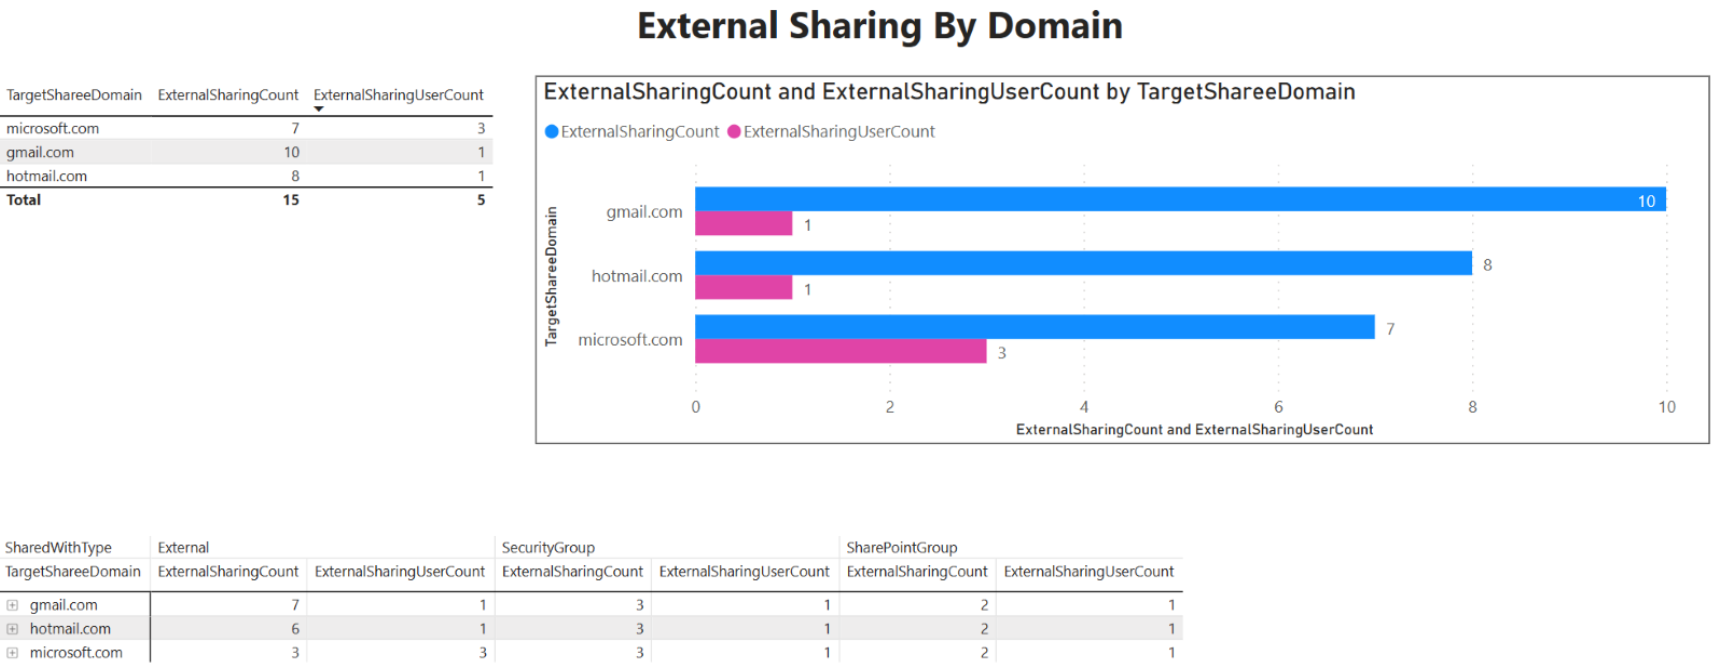 External Sharing By Domain
TargetShareeDomain ExternalSharingCount ExternalSharingUserCount
microsoft.com 7 3
gmail.com 10 1
hotmail.com 8 1
Total 15 5
ExternalSharingCount and ExternalSharingUserCount by TargetShareeDomain
ExternalSharingCount ExternalSharingUserCount
TargetShareeDomain
gmail.com 10
1
hotmail.com 8
1
microsoft.com 7
3
0 2 4 6 8 10
ExternalSharingCount and ExternalSharingUserCount
SharedWithType External SecurityGroup SharePointGroup
TargetShareeDomain ExternalSharingCount ExternalSharingUserCount ExternalSharingCount ExternalSharingUserCount ExternalSharingCount ExternalSharingUserCount
gmail.com 7 1 3 1 2 1
hotmail.com 6 1 3 1 2 1
microsoft.com 3 3 3 1 2 1